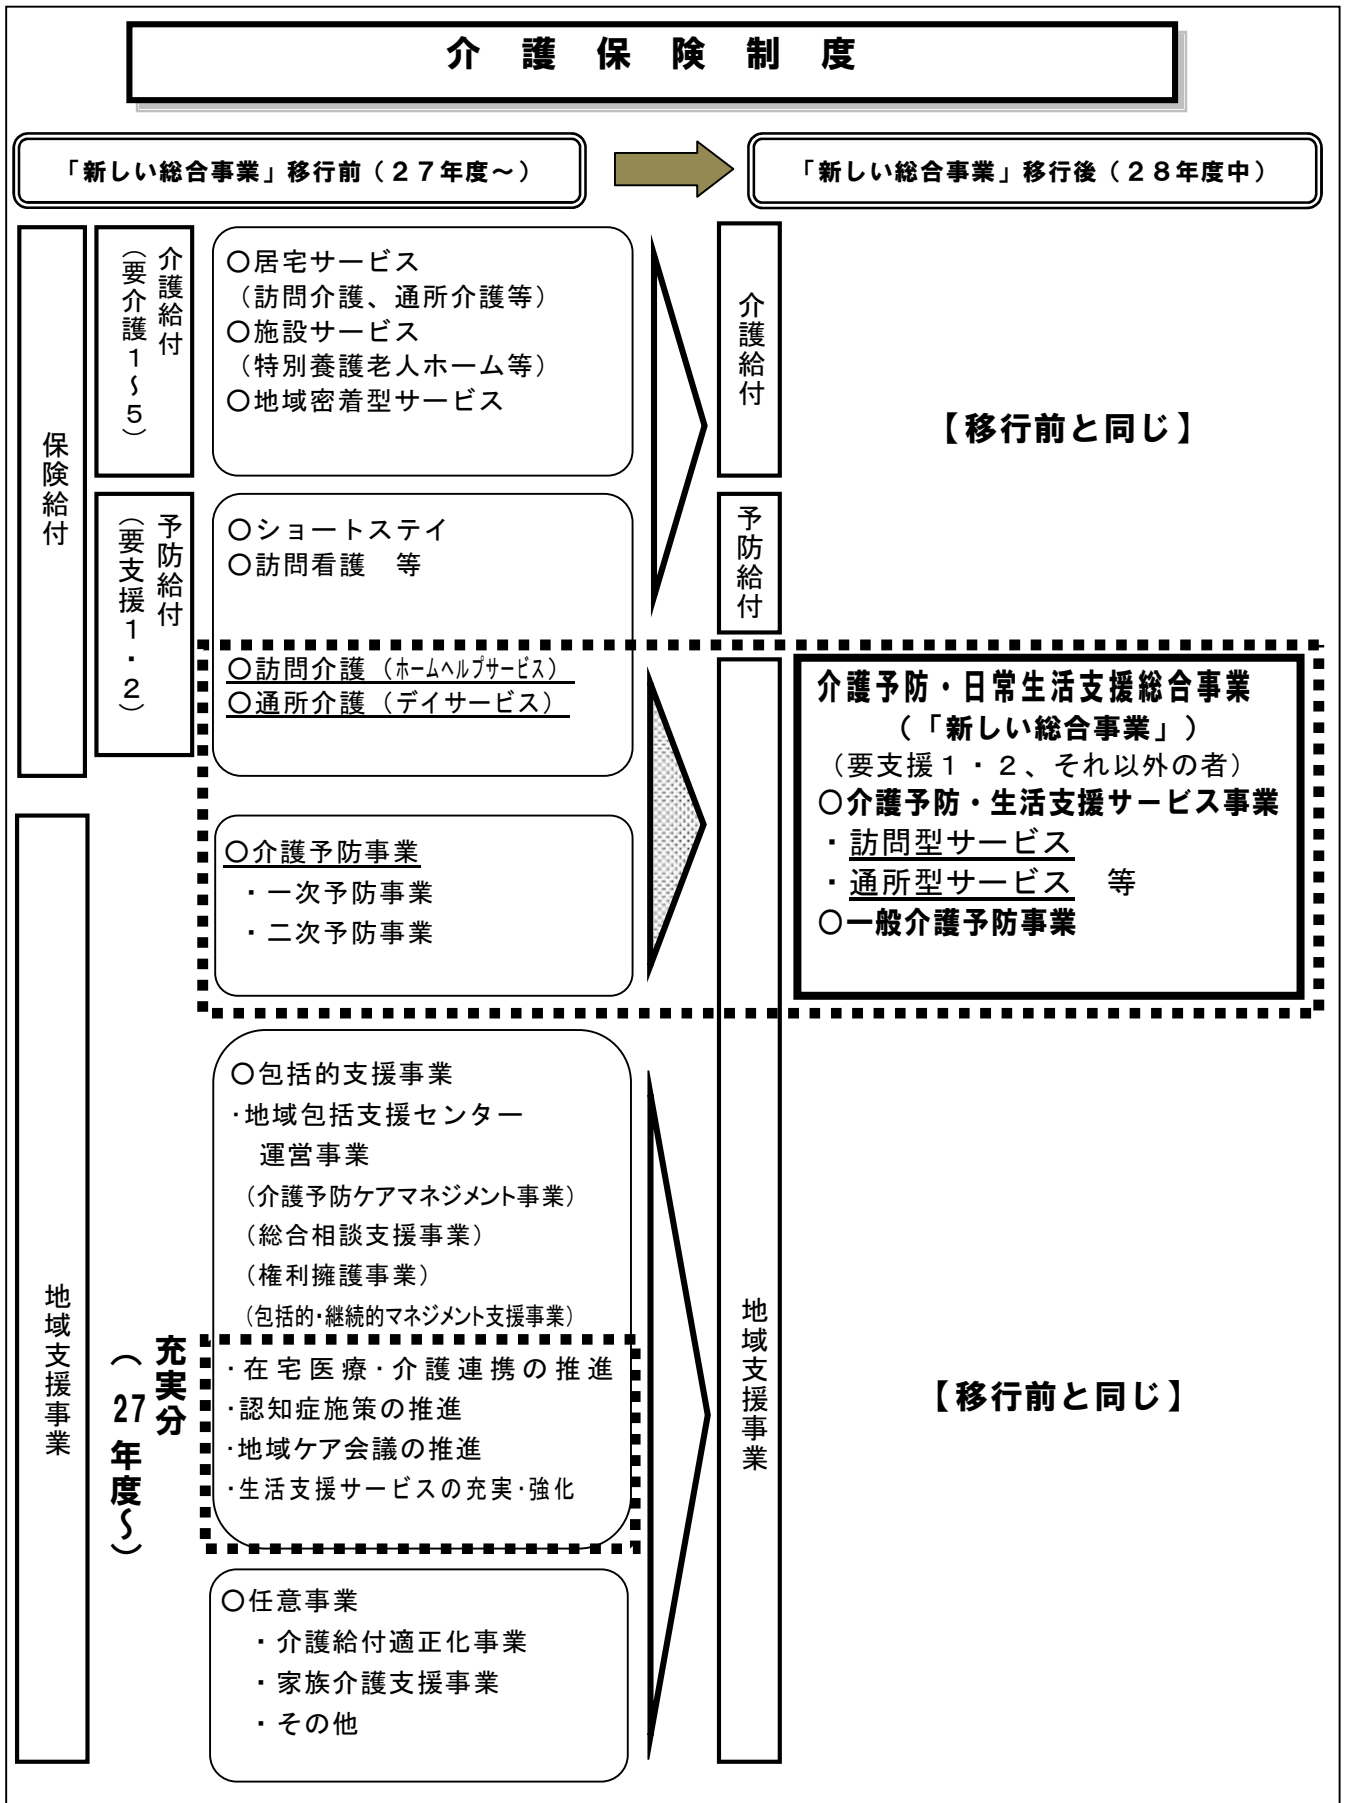 介護保険制度
「新しい総合事業」移行前（２７年度～）
「新しい総合事業」移行後（２８年度中）
保険給付
介護給付
（要介護１～５）
○居宅サービス
（訪問介護、通所介護等）
○施設サービス
（特別養護老人ホーム等）
○地域密着型サービス
介護給付
【移行前と同じ】
予防給付
（要支援１・２）
○ショートステイ
○訪問看護　等
○訪問介護（ホームヘルプサービス）
○通所介護（デイサービス）
予防給付
地域支援事業
○介護予防事業
・一次予防事業
・二次予防事業
介護予防・日常生活支援総合事業
（「新しい総合事業」）
（要支援１・２、それ以外の者）
○介護予防・生活支援サービス事業
・訪問型サービス
・通所型サービス　等
○一般介護予防事業
○包括的支援事業
・地域包括支援センター
運営事業
（介護予防ケアマネジメント事業）
（総合相談支援事業）
（権利擁護事業）
（包括的・継続的マネジメント支援事業）
充実分
（27年度～）
・在宅医療・介護連携の推進
・認知症施策の推進
・地域ケア会議の推進
・生活支援サービスの充実・強化
○任意事業
・介護給付適正化事業
・家族介護支援事業
・その他
地域支援事業
【移行前と同じ】